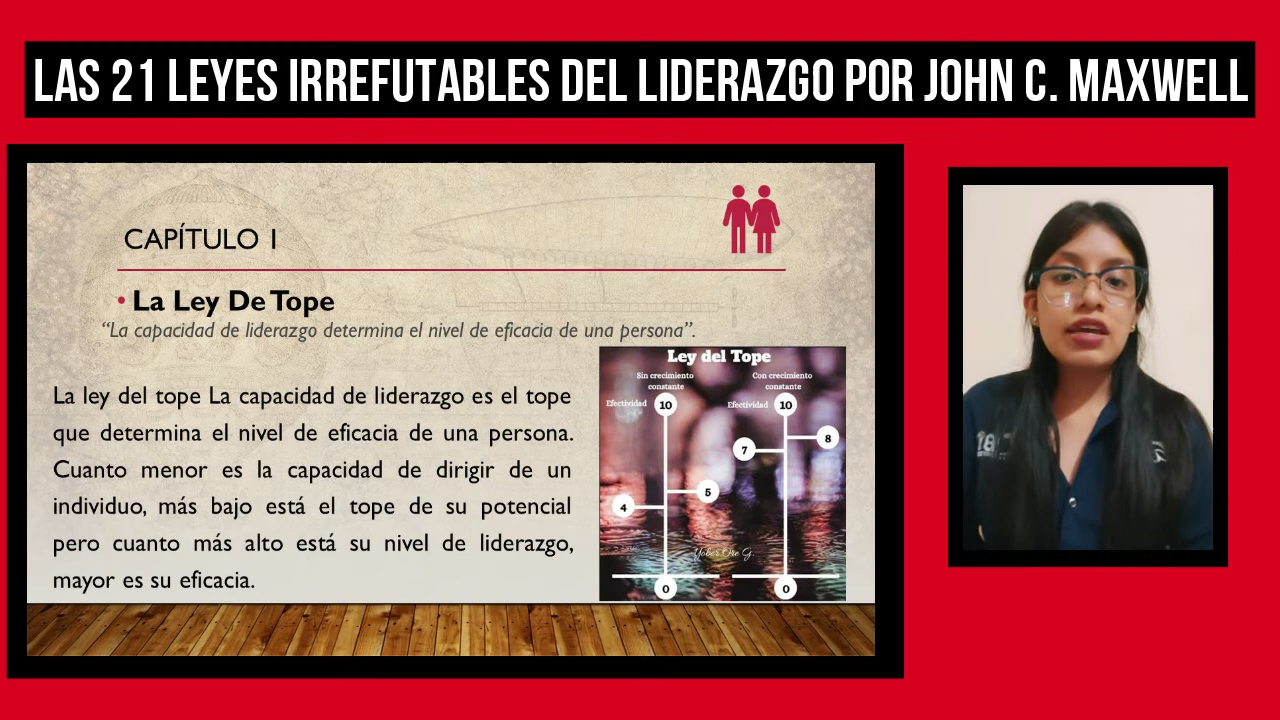 LAS 21 LEYES IRREFUTABLES DEL LIDERAZGO POR JOHN C. MAXWELL
CAPÍTULO 1
• La Ley De Tope
“La capacidad de liderazgo determina el nivel de eficacia de una persona”.
La ley del tope La capacidad de liderazgo es el tope
que determina el nivel de eficacia de una persona.
Cuanto menor es la capacidad de dirigir de un
individuo, más bajo está el tope de su potencial
pero cuanto más alto está su nivel de liderazgo,
mayor es su eficacia.
Ley del Tope
Sin crecimiento
constante
Con crecimiento
constante
Efectividad
10
Efectividad
10
8
7
5
4
Yober Ore G.
0
0